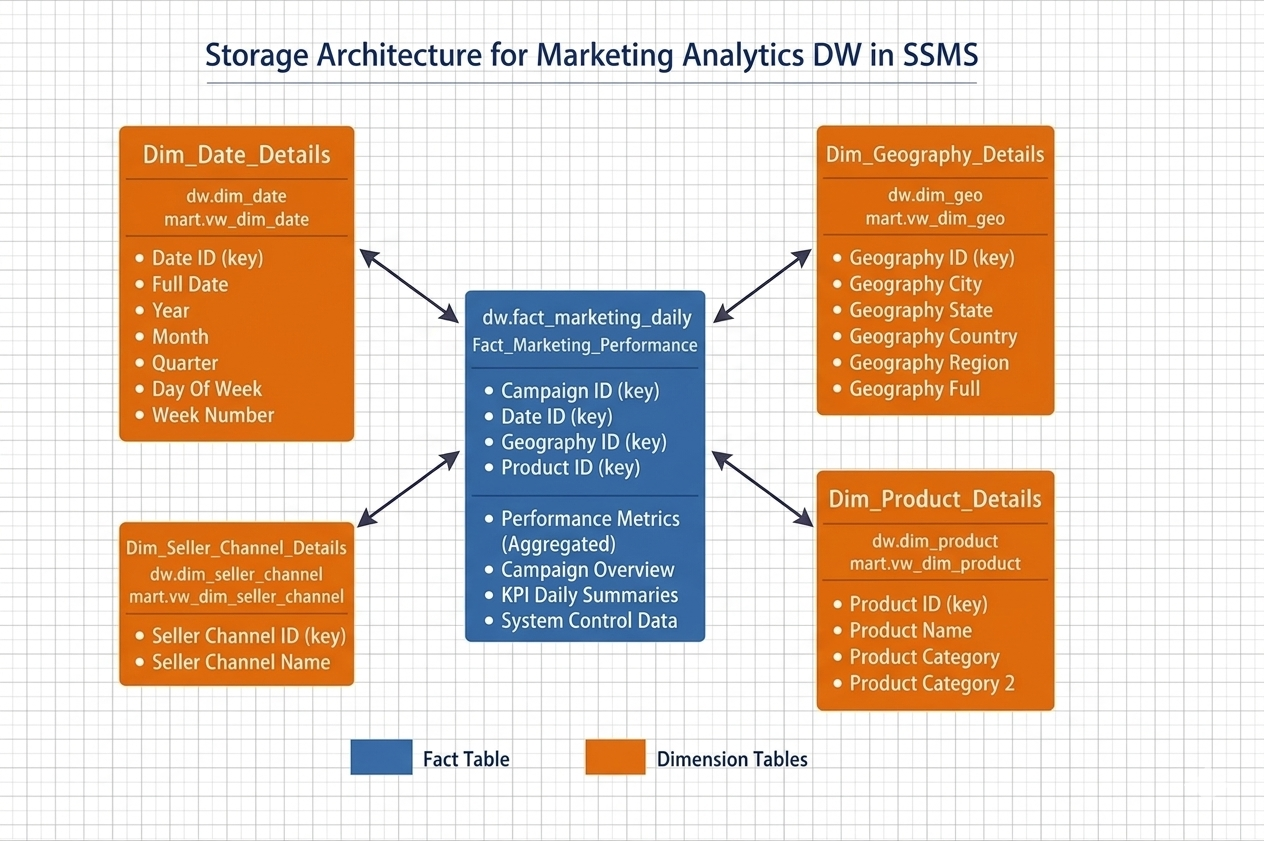 Storage Architecture for Marketing Analytics DW in SSMS
Dim_Date_Details
dw.dim_date
mart.vw_dim_date
• Date ID (key)
• Full Date
• Year
• Month
• Quarter
• Day Of Week
• Week Number
Dim_Geography_Details
dw.dim_geo
mart.vw_dim_geo
• Geography ID (key)
• Geography City
• Geography State
• Geography Country
• Geography Region
• Geography Full
dw.fact_marketing_daily
Fact_Marketing_Performance
• Campaign ID (key)
• Date ID (key)
• Geography ID (key)
• Product ID (key)
• Performance Metrics
(Aggregated)
• Campaign Overview
• KPI Daily Summaries
• System Control Data
Dim_Seller_Channel_Details
dw.dim_seller_channel
mart.vw_dim_seller_channel
• Seller Channel ID (key)
• Seller Channel Name
Dim_Product_Details
dw.dim_product
mart.vw_dim_product
• Product ID (key)
• Product Name
• Product Category
• Product Category 2
Fact Table
Dimension Tables